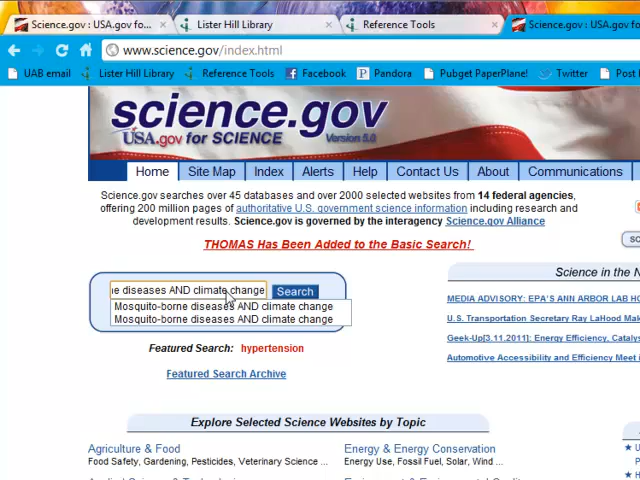 Science.gov : USA.gov fo...
Lister Hill Library
Reference Tools
Science.gov : USA.gov fo
www.science.gov/index.html
UAB email
Lister Hill Library
Reference Tools
Facebook
Pandora
Pubget PaperPlane!
Twitter
Post
science.gov
USA.gov for SCIENCE
Version 5.0
Home
Site Map
Index
Alerts
Help
Contact Us
About
Communications
Science.gov searches over 45 databases and over 2000 selected websites from 14 federal agencies,
offering 200 million pages of authoritative U.S. government science information including research and
development results. Science.gov is governed by the interagency Science.gov Alliance
THOMAS Has Been Added to the Basic Search!
SC
Science in the N
ne diseases AND climate change
Search
Mosquito-borne diseases AND climate change
Mosquito-borne diseases AND climate change
MEDIA ADVISORY: EPA'S ANN ARBOR LAB HO
U.S. Transportation Secretary Ray LaHood Mak
Geek-Up[3.11.2011]: Energy Efficiency, Catalys
Automotive Accessibility and Efficiency Meet i
Featured Search: hypertension
Featured Search Archive
Explore Selected Science Websites by Topic
Agriculture & Food
Food Safety, Gardening, Pesticides, Veterinary Science ...
Energy & Energy Conservation
Energy Use, Fossil Fuel, Solar, Wind ...